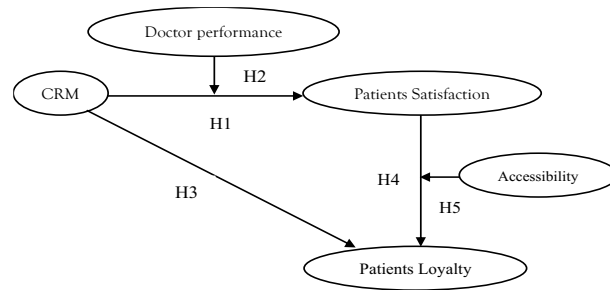 Doctor performance
H2
CRM
Patients Satisfaction
H1
H3
H4
Accessibility
H5
Patients Loyalty